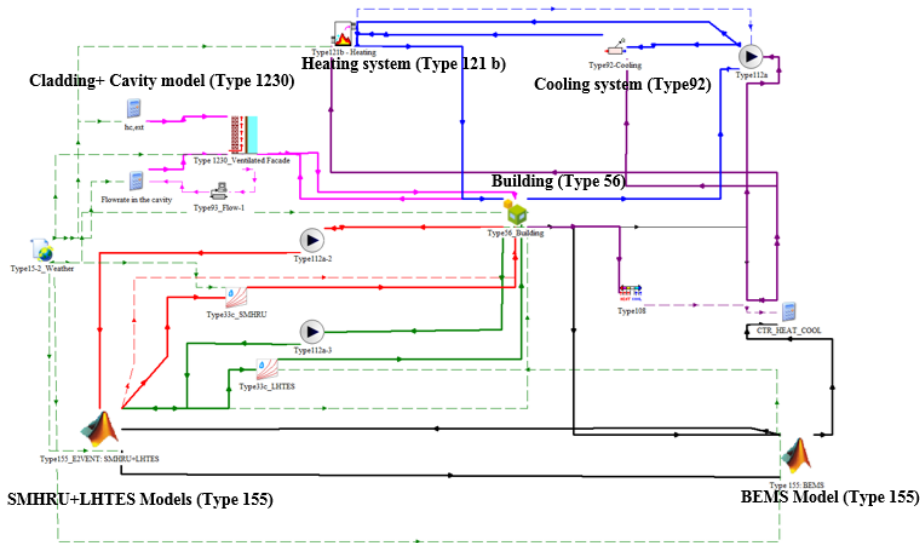 Type121b - Heating
Heating system (Type 121 b)
Type92-Cooling
Type112a
Cooling system (Type92)
Cladding+ Cavity model (Type 1230)
hc,ext
Type 1230_Ventilated Facade
Flowrate in the cavity
Type93_Flow-1
Building (Type 56)
Type56_Building
Type15-2_Weather
Type112a-2
Type33c_SMHRU
Type108
CTR_HEAT_COOL
Type112a-3
Type33c_LHTES
Type155_E2VENT: SMHRU+LHTES
Type 155: BEMS
SMHRU+LHTES Models (Type 155)
BEMS Model (Type 155)